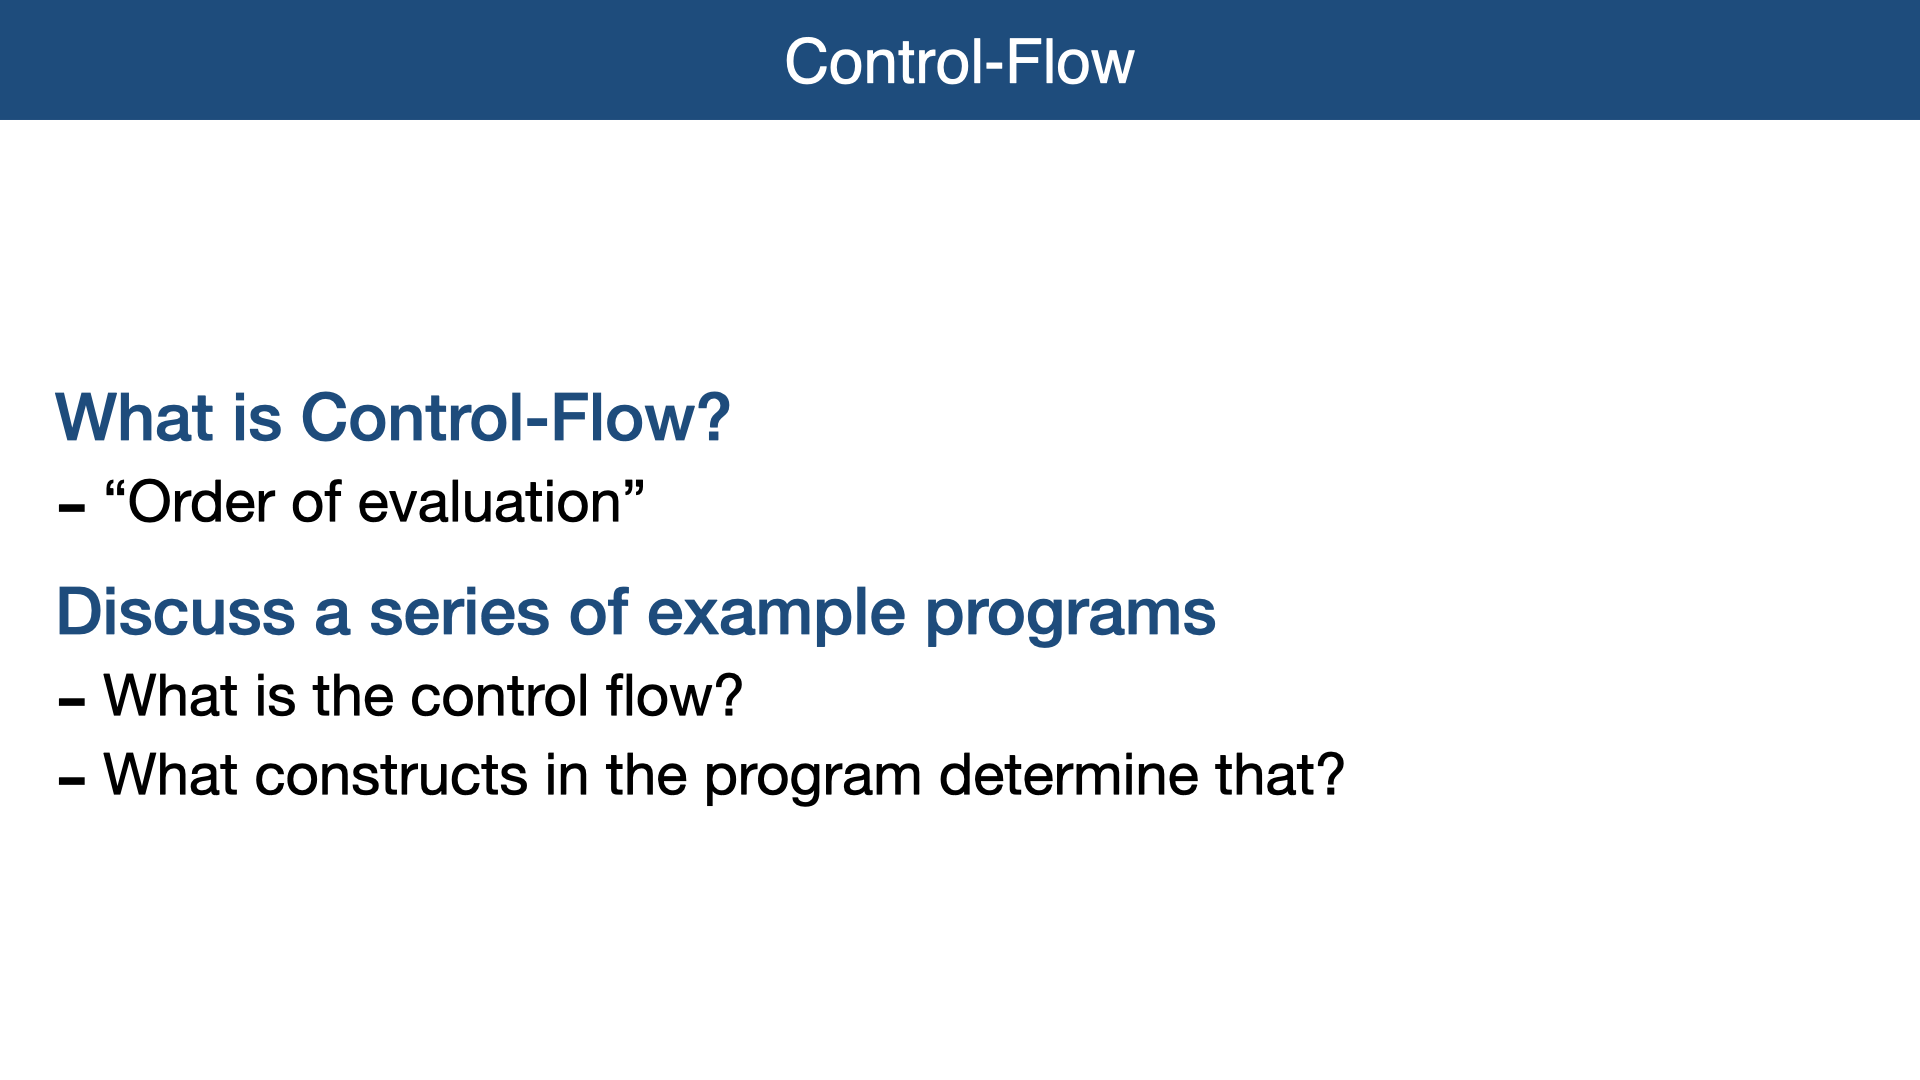 Control-Flow
What is Control-Flow?
- “Order of evaluation”
Discuss a series of example programs
- What is the control flow?
- What constructs in the program determine that?